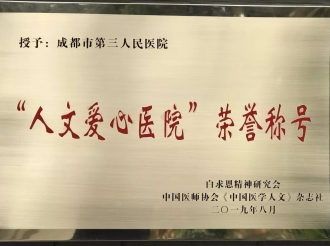 授予：成都市第三人民医院
“人文爱心医院”荣誉称号
白求恩精神研究会
中国医师协会《中国医学人文》杂志社
二〇一九年八月